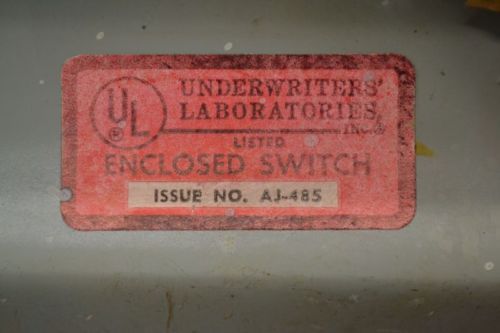 UL
®
UNDERWRITERS'
LABORATORIES,
INC.®
LISTED
ENCLOSED SWITCH
ISSUE NO. AJ-485